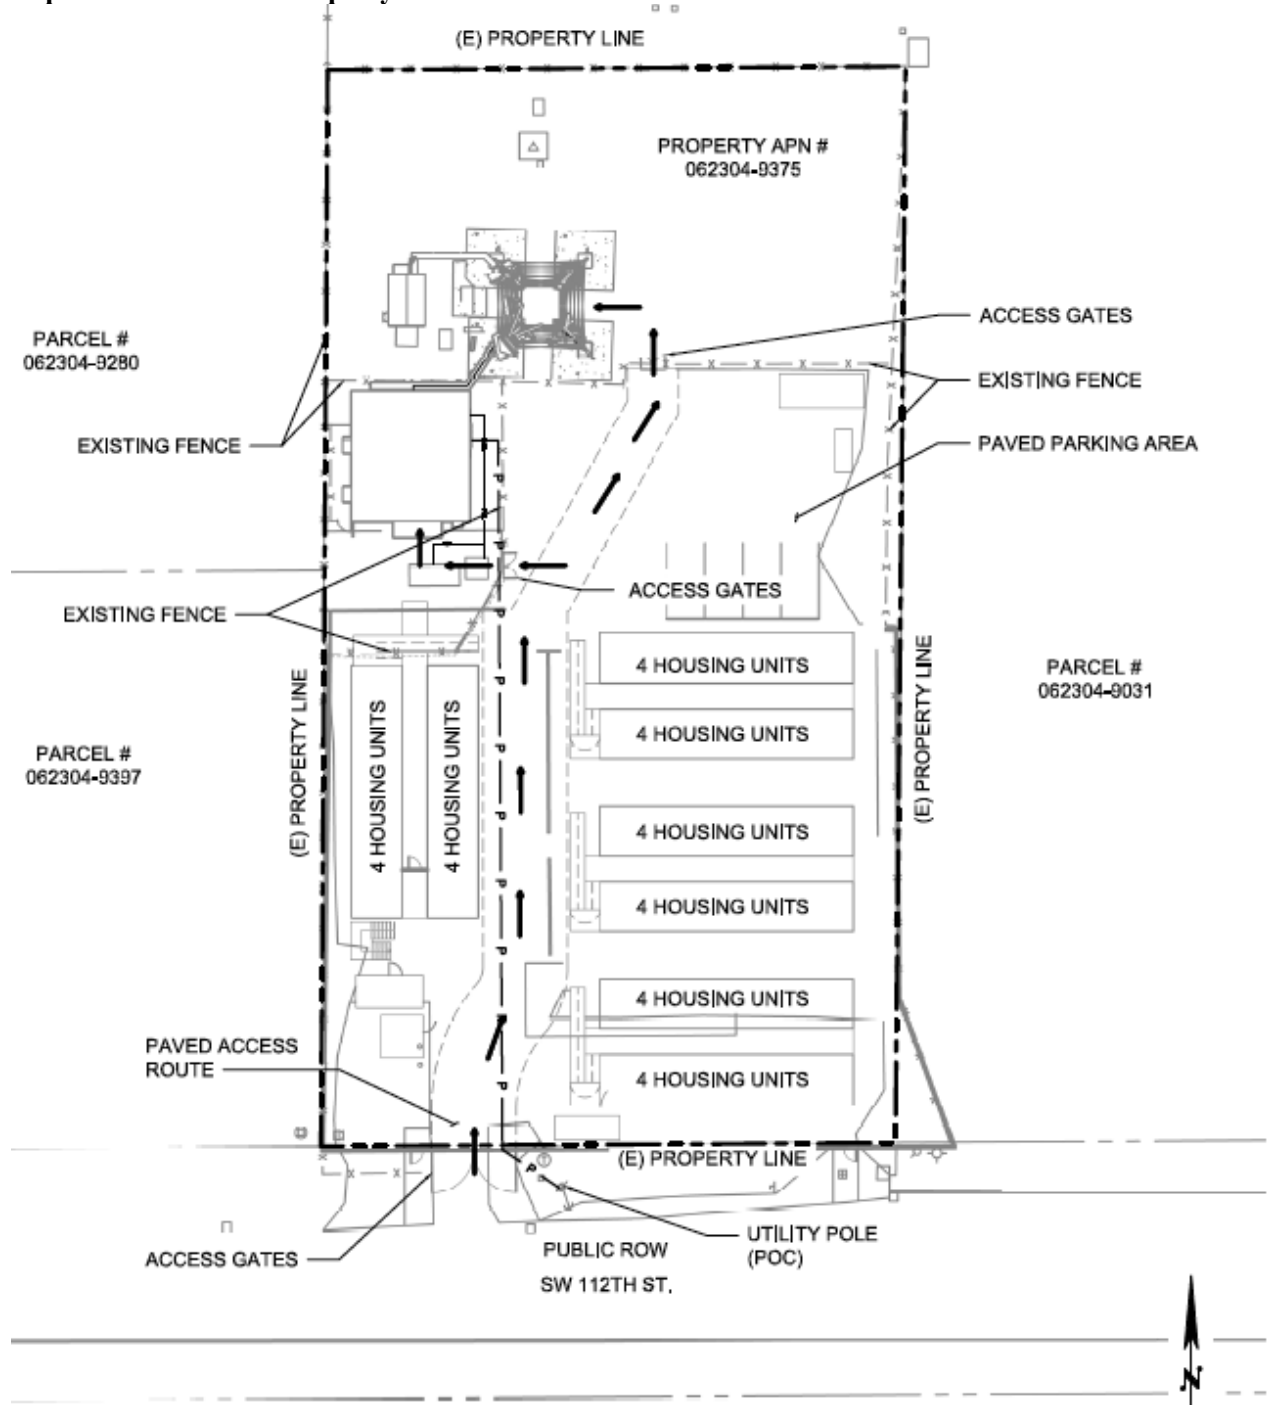 (E) PROPERTY LINE
PROPERTY APN #
062304-9375
ACCESS GATES
PARCEL #
062304-9280
EXISTING FENCE
EXISTING FENCE
PAVED PARKING AREA
ACCESS GATES
EXISTING FENCE
4 HOUSING UNITS
4 HOUSING UNITS
4 HOUSING UNITS
4 HOUSING UNITS
4 HOUSING UNITS
4 HOUSING UNITS
4 HOUSING UNITS
4 HOUSING UNITS
(E) PROPERTY LINE
(E) PROPERTY LINE
PARCEL #
062304-9031
PARCEL #
062304-9397
PAVED ACCESS
ROUTE
(E) PROPERTY LINE
ACCESS GATES
UTILITY POLE
(POC)
PUBLIC ROW
SW 112TH ST.
P
P
P
P
P
P
P
P
P
P
N